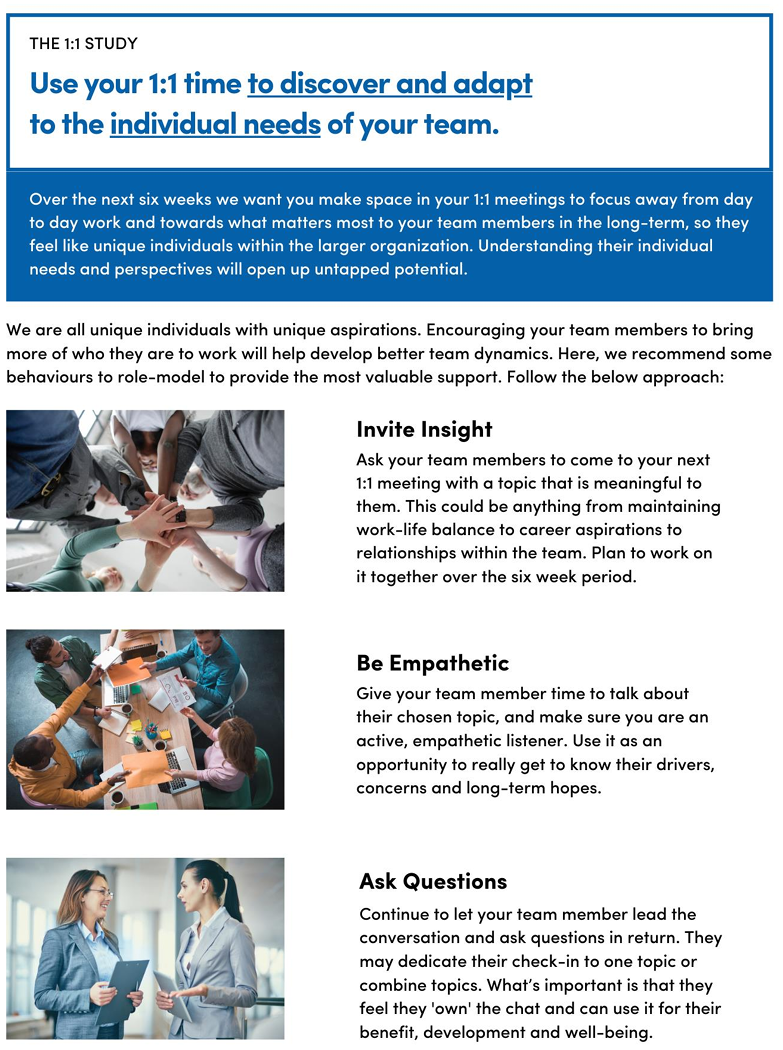 THE 1:1 STUDY
Use your 1:1 time to discover and adapt
to the individual needs of your team.
Over the next six weeks we want you make space in your 1:1 meetings to focus away from day
to day work and towards what matters most to your team members in the long-term, so they
feel like unique individuals within the larger organization. Understanding their individual
needs and perspectives will open up untapped potential.
We are all unique individuals with unique aspirations. Encouraging your team members to bring
more of who they are to work will help develop better team dynamics. Here, we recommend some
behaviours to role-model to provide the most valuable support. Follow the below approach:
Invite Insight
Ask your team members to come to your next
1:1 meeting with a topic that is meaningful to
them. This could be anything from maintaining
work-life balance to career aspirations to
relationships within the team. Plan to work on
it together over the six week period.
Be Empathetic
Give your team member time to talk about
their chosen topic, and make sure you are an
active, empathetic listener. Use it as an
opportunity to really get to know their drivers,
concerns and long-term hopes.
Ask Questions
Continue to let your team member lead the
conversation and ask questions in return. They
may dedicate their check-in to one topic or
combine topics. What's important is that they
feel they 'own' the chat and can use it for their
benefit, development and well-being.